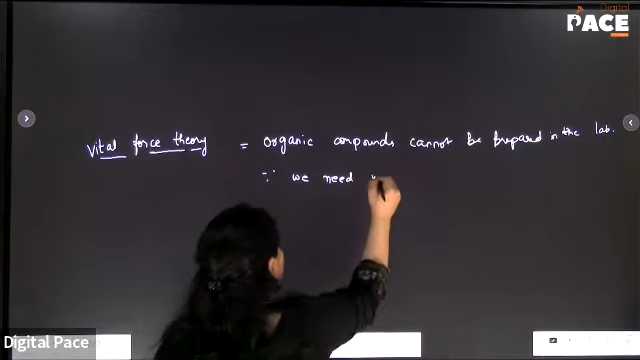 Digital
PACE
vital force theory = Organic compounds cannot be prepared in the lab.
∵ we need
Digital Pace